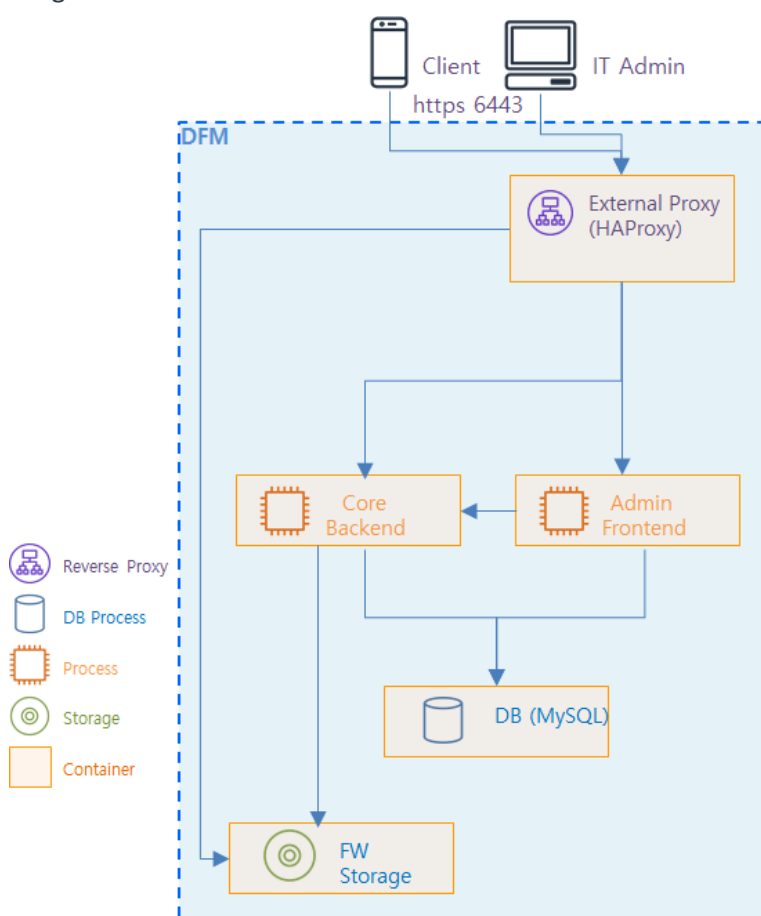 Client
IT Admin
https 6443
DFM
External Proxy
(HAProxy)
Core
Backend
Admin
Frontend
Reverse Proxy
DB Process
Process
Storage
Container
DB (MySQL)
FW
Storage